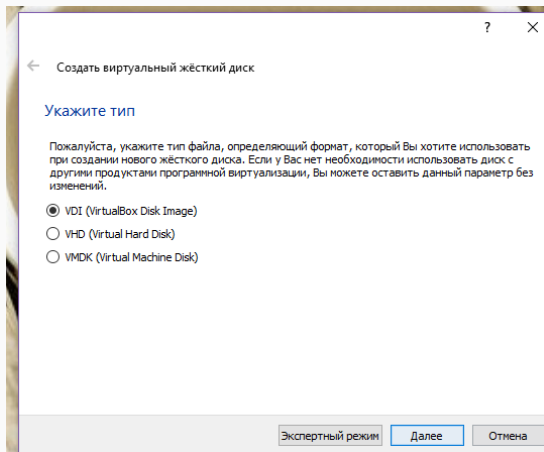 Создать виртуальный жёсткий диск
Укажите тип
Пожалуйста, укажите тип файла, определяющий формат, который Вы хотите использовать
при создании нового жёсткого диска. Если у Вас нет необходимости использовать диск с
другими продуктами программной виртуализации, Вы можете оставить данный параметр без
изменений.
VDI (VirtualBox Disk Image)
VHD (Virtual Hard Disk)
VMDK (Virtual Machine Disk)
Экспертный режим Далее Отмена